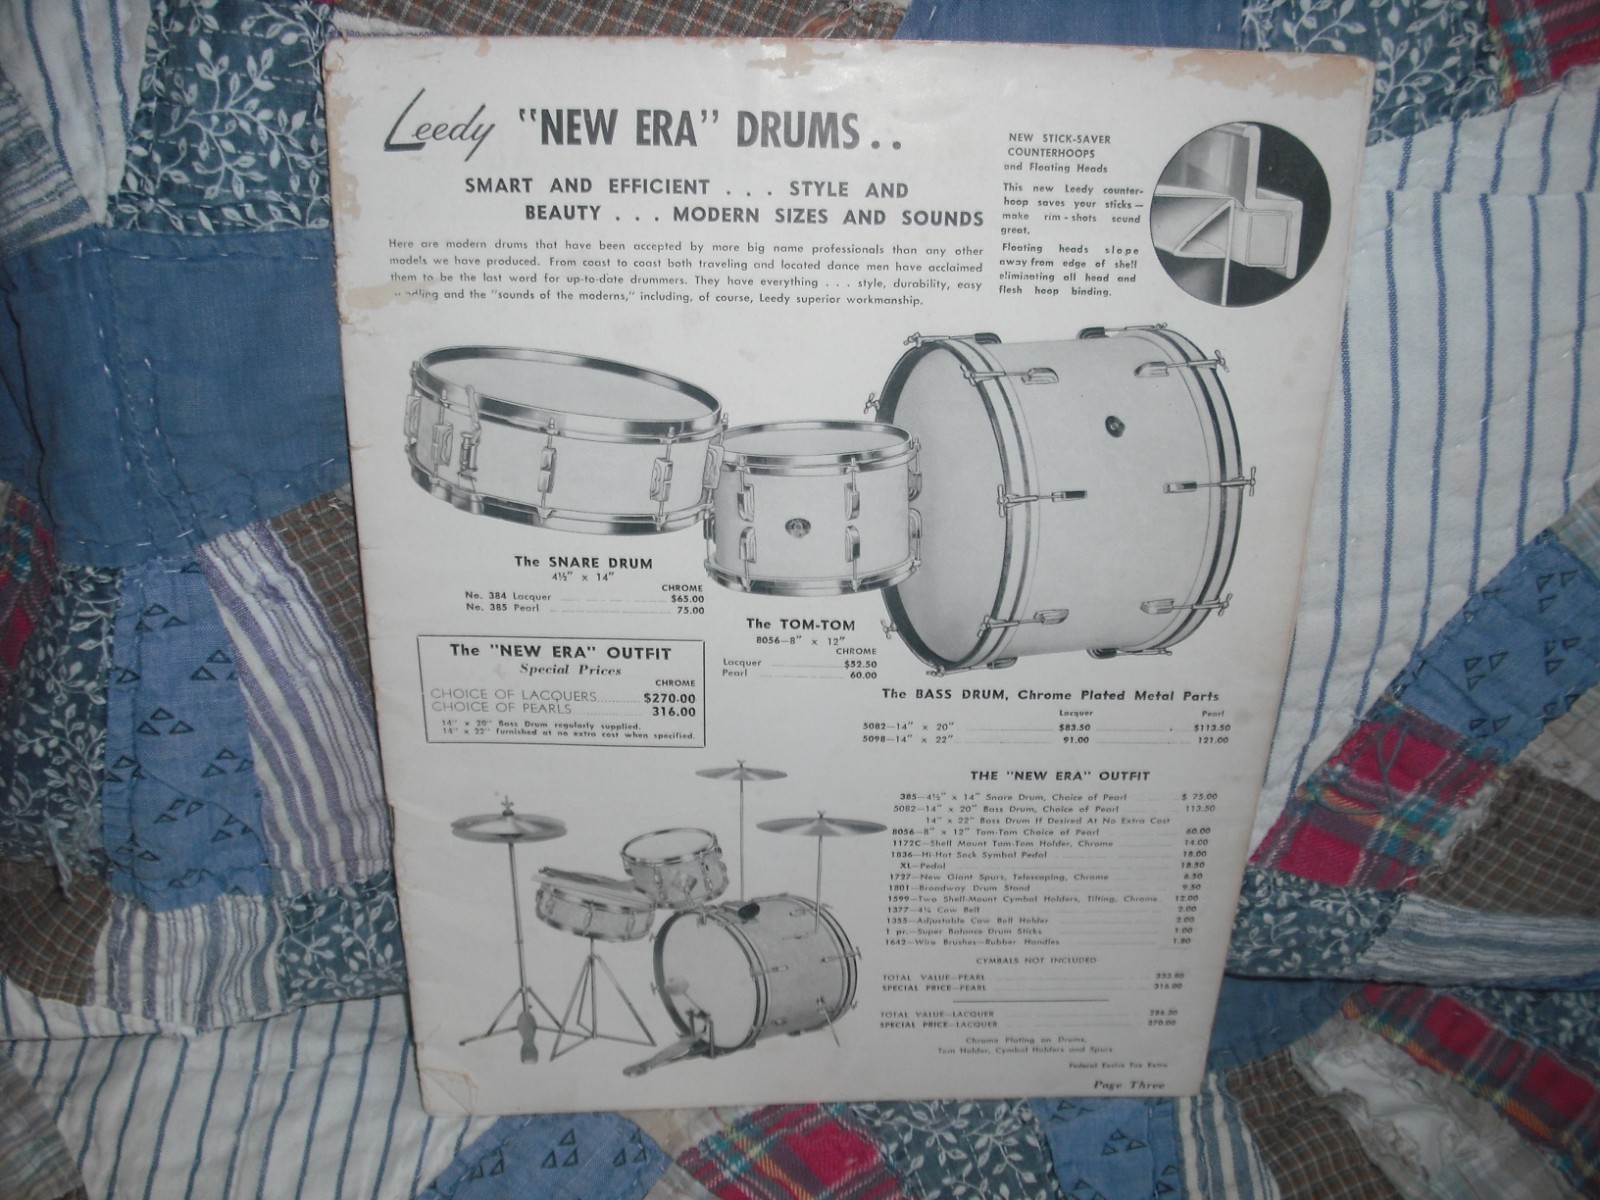 Leedy "NEW ERA" DRUMS . .
SMART AND EFFICIENT . . . STYLE AND
BEAUTY . . . MODERN SIZES AND SOUNDS
Here are modern drums that have been accepted by more big name professionals than any other
models we have produced. From coast to coast both traveling and located dance men have acclaimed
them to be the last word for up-to-date drummers. They have everything . . . style, durability, easy
and the "sounds of the moderns," including, of course, Leedy superior workmanship.
NEW STICK-SAVER
COUNTERHOOPS
and Floating Heads
This new Leedy counter-
hoop saves your sticks—
make rim-shots sound
great.
Floating heads slope
away from edge of shell
eliminating all head and
flesh hoop binding.
The SNARE DRUM
4½" x 14"
CHROME
No. 384 Lacquer $65.00
No. 385 Pearl 75.00
The "NEW ERA" OUTFIT
Special Prices
CHROME
CHOICE OF LACQUERS $270.00
CHOICE OF PEARLS 316.00
14" x 20" Bass Drum regularly supplied.
14" x 22" furnished at no extra cost when specified.
The TOM-TOM
8056—8" x 12"
CHROME
Lacquer $52.50
Pearl 60.00
The BASS DRUM, Chrome Plated Metal Parts
Lacquer Pearl
5082—14" x 20" $83.50 $113.50
5098—14" x 22" 91.00 121.00
THE "NEW ERA" OUTFIT
385—4½" x 14" Snare Drum, Choice of Pearl $ 75.00
5082—14" x 20" Bass Drum, Choice of Pearl 113.50
14" x 22" Bass Drum If Desired At No Extra Cost
8056—8" x 12" Tom-Tom Choice of Pearl 60.00
1172C—Shell Mount Tom-Tom Holder, Chrome 14.00
1836—Hi-Hat Sock Symbal Pedal 18.00
XL—Pedal 18.50
1727—New Giant Spurs, Telescoping, Chrome 6.50
1801—Broadway Drum Stand 9.50
1599—Two Shell-Mount Cymbal Holders, Tilting, Chrome 12.00
1377—4¼ Cow Bell 2.00
1355—Adjustable Cow Bell Holder 2.00
1 pr.—Super Balance Drum Sticks 1.00
1642—Wire Brushes—Rubber Handles 1.80
CYMBALS NOT INCLUDED
TOTAL VALUE—PEARL
SPECIAL PRICE—PEARL 316.00
TOTAL VALUE—LACQUER
SPECIAL PRICE—LACQUER 270.00
Chrome Plating on Drums,
Tom Holder, Cymbal Holders and Spurs
Federal Excise Tax Extra
Page Three